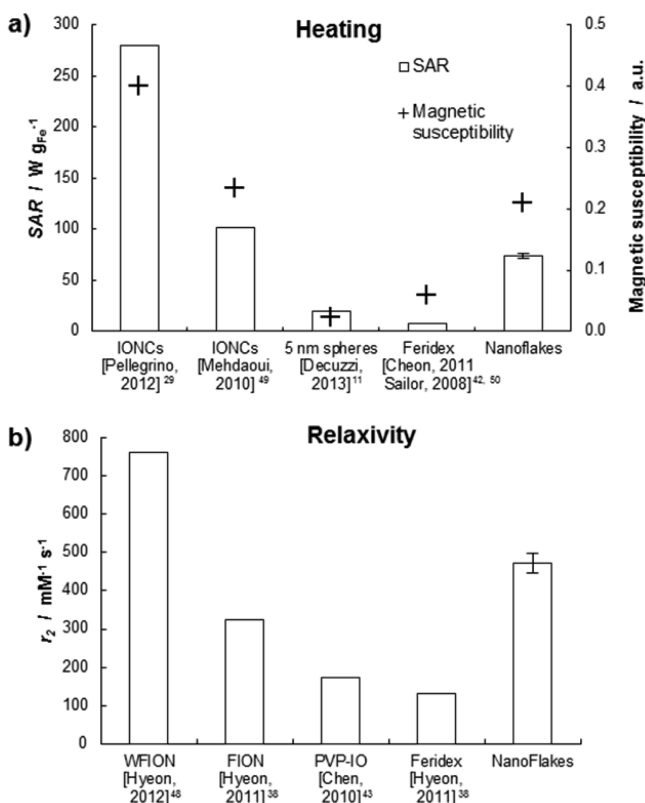 a)
Heating
SAR
Magnetic
susceptibility
SAR / W gFe⁻¹
300
250
200
150
100
50
0
Magnetic susceptibility / a.u.
0.5
0.4
0.3
0.2
0.1
0.0
IONCs
[Pellegrino,
2012]²⁹
IONCs
[Mehdaoui,
2010]⁴⁹
5 nm spheres
[Decuzzi,
2013]¹¹
Feridex
[Cheon, 2011
Sailor, 2008]⁴²˒ ⁵⁰
Nanoflakes
b)
Relaxivity
r₂ / mM⁻¹ s⁻¹
800
700
600
500
400
300
200
100
0
WFION
[Hyeon,
2012]⁴⁸
FION
[Hyeon,
2011]³⁸
PVP-IO
[Chen,
2010]⁴³
Feridex
[Hyeon,
2011]³⁸
NanoFlakes